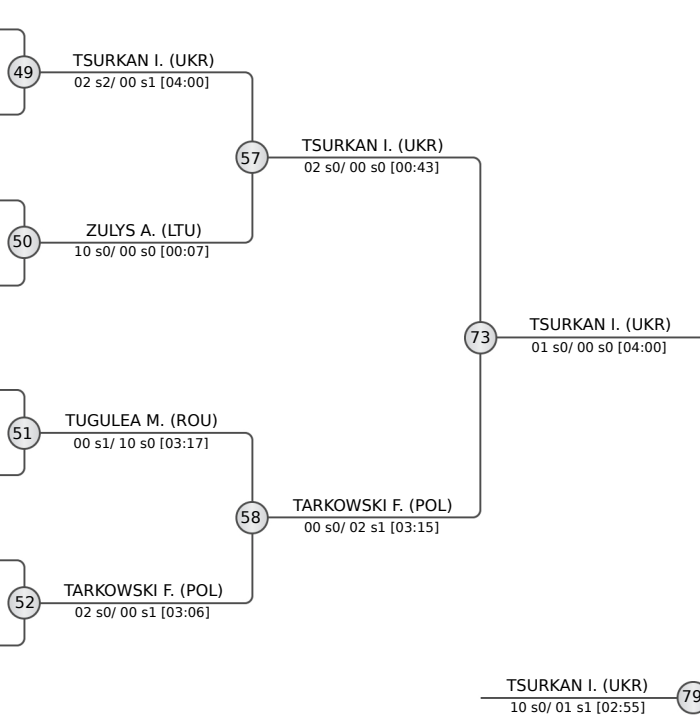 TSURKAN I. (UKR)
49
02 s2/ 00 s1 [04:00]
TSURKAN I. (UKR)
57
02 s0/ 00 s0 [00:43]
ZULYS A. (LTU)
50
10 s0/ 00 s0 [00:07]
TSURKAN I. (UKR)
73
01 s0/ 00 s0 [04:00]
TUGULEA M. (ROU)
51
00 s1/ 10 s0 [03:17]
TARKOWSKI F. (POL)
58
00 s0/ 02 s1 [03:15]
TARKOWSKI F. (POL)
52
02 s0/ 00 s1 [03:06]
TSURKAN I. (UKR)
79
10 s0/ 01 s1 [02:55]